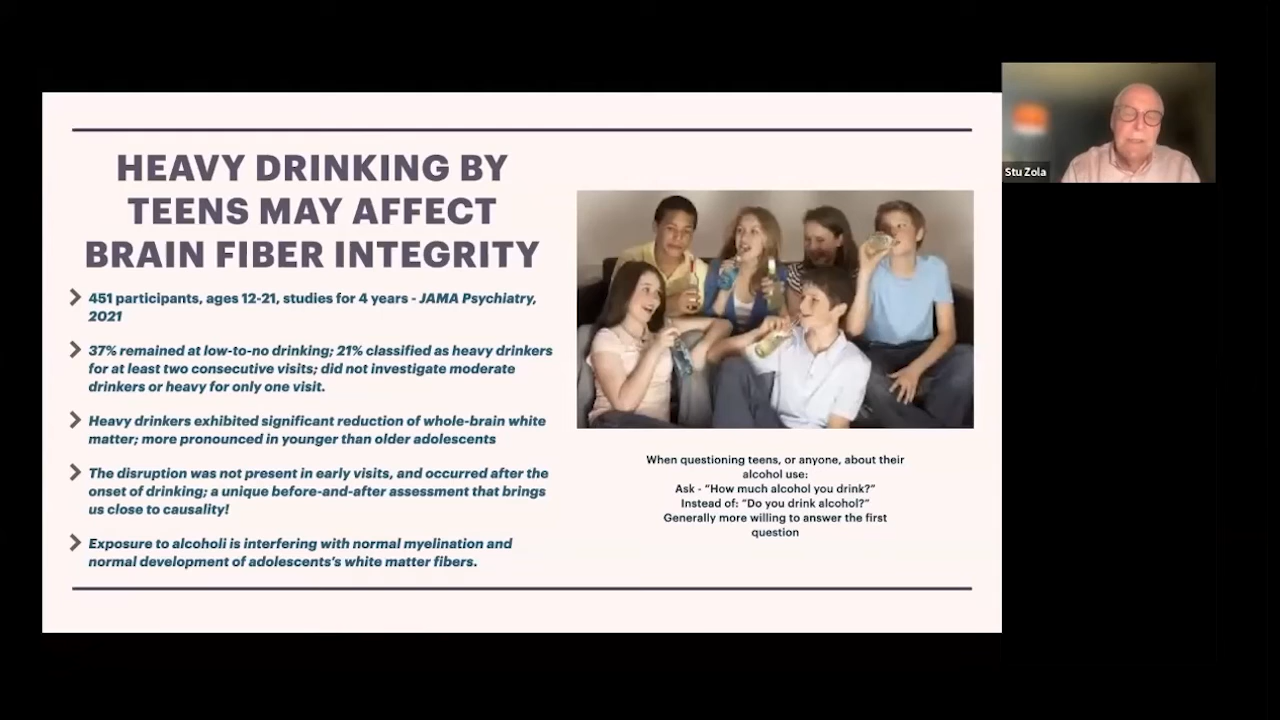 HEAVY DRINKING BY
TEENS MAY AFFECT
BRAIN FIBER INTEGRITY
451 participants, ages 12-21, studies for 4 years - JAMA Psychiatry,
2021
37% remained at low-to-no drinking; 21% classified as heavy drinkers
for at least two consecutive visits; did not investigate moderate
drinkers or heavy for only one visit.
Heavy drinkers exhibited significant reduction of whole-brain white
matter; more pronounced in younger than older adolescents
The disruption was not present in early visits, and occurred after the
onset of drinking; a unique before-and-after assessment that brings
us close to causality!
Exposure to alcoholi is interfering with normal myelination and
normal development of adolescents's white matter fibers.
When questioning teens, or anyone, about their
alcohol use:
Ask - "How much alcohol you drink?"
Instead of: "Do you drink alcohol?"
Generally more willing to answer the first
question
Stu Zola